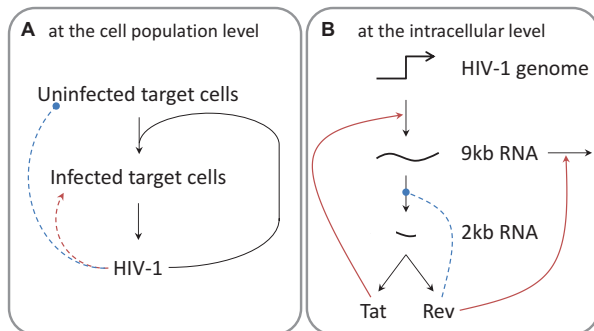 A at the cell population level
Uninfected target cells
Infected target cells
HIV-1
B at the intracellular level
HIV-1 genome
9kb RNA
2kb RNA
Tat Rev